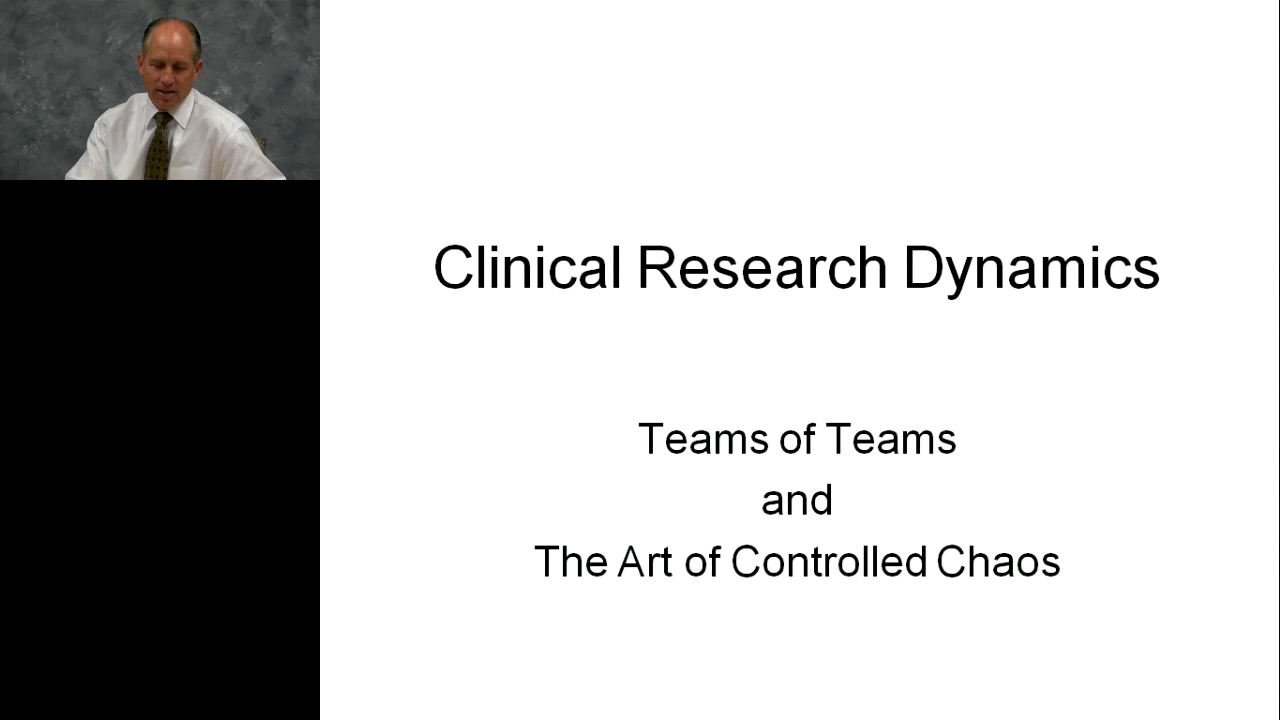 Clinical Research Dynamics
Teams of Teams
and
The Art of Controlled Chaos